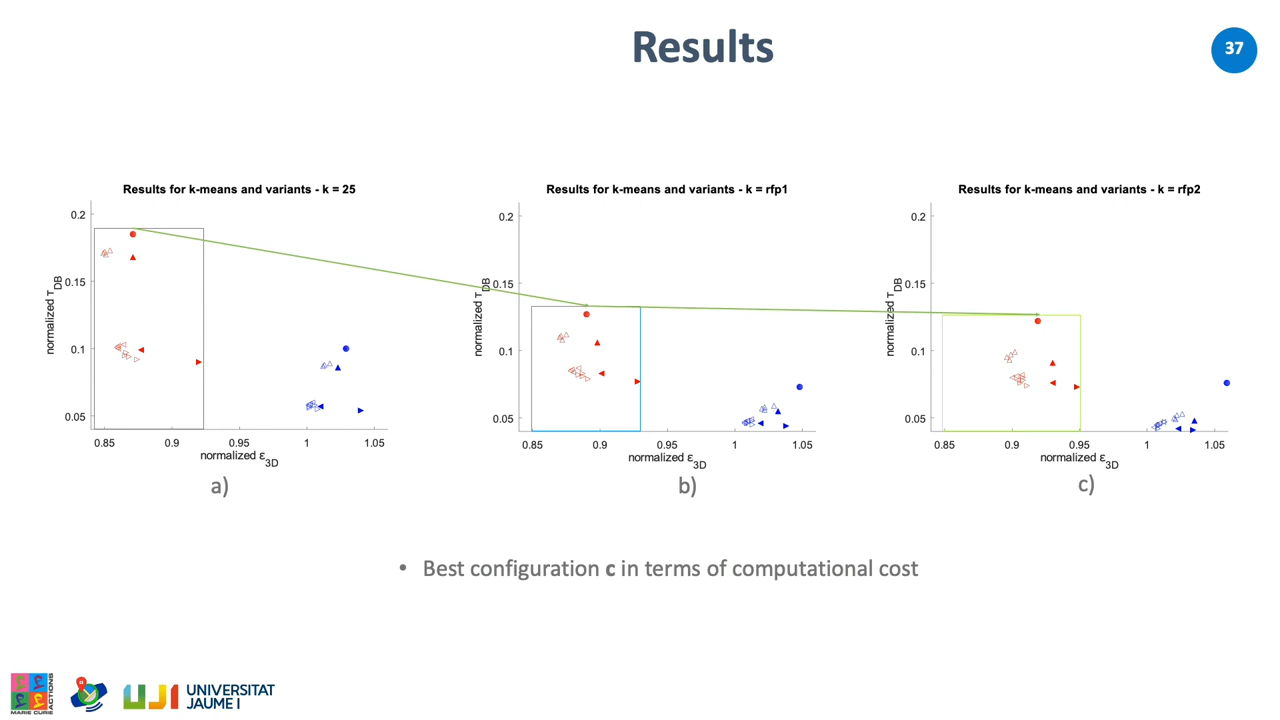 Results
37
Results for k-means and variants - k = 25
0.2
0.15
0.1
0.05
normalized τDB
0.85 0.9 0.95 1 1.05
normalized ε3D
a)
Results for k-means and variants - k = rfp1
0.2
0.15
0.1
0.05
normalized τDB
0.85 0.9 0.95 1 1.05
normalized ε3D
b)
Results for k-means and variants - k = rfp2
0.2
0.15
0.1
0.05
normalized τDB
0.85 0.9 0.95 1 1.05
normalized ε3D
c)
• Best configuration c in terms of computational cost
MARIE CURIE
ACTIONS
UJI
UNIVERSITAT
JAUME I